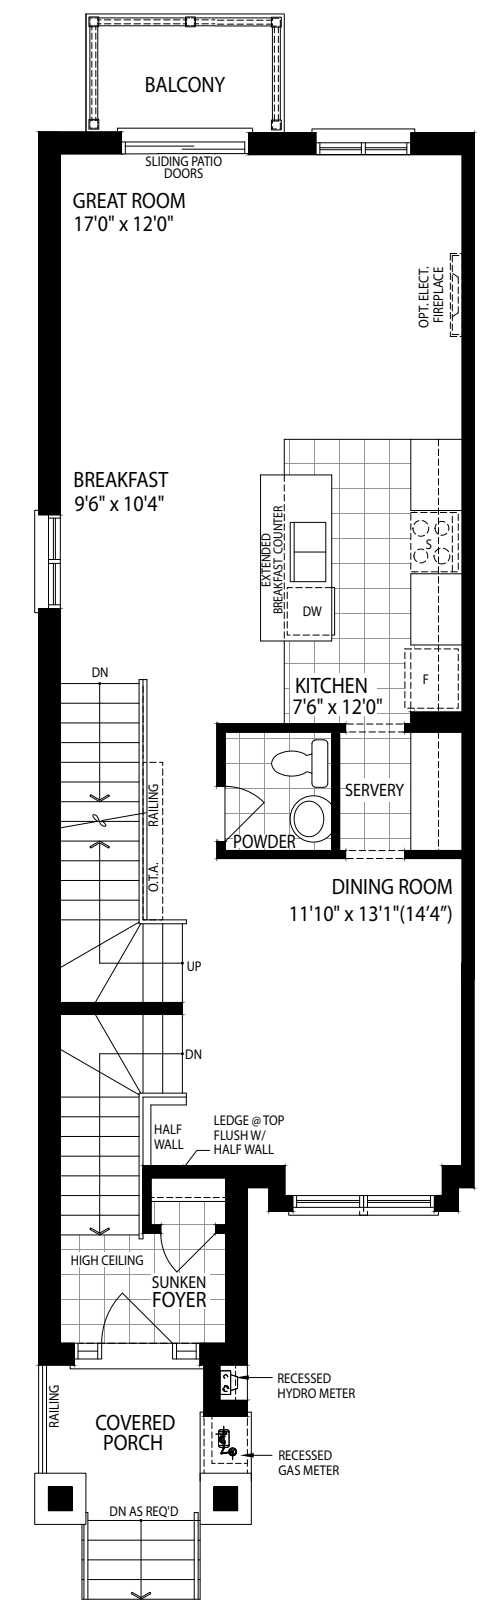 BALCONY
SLIDING PATIO
DOORS
GREAT ROOM
17'0" x 12'0"
OPT. ELECT.
FIREPLACE
BREAKFAST
9'6" x 10'4"
EXTENDED
BREAKFAST COUNTER
S
DW
DN
F
KITCHEN
7'6" x 12'0"
RAILING
SERVERY
POWDER
O.T.A.
DINING ROOM
11'10" x 13'1"(14'4")
UP
DN
HALF
WALL
LEDGE @ TOP
FLUSH W/
HALF WALL
HIGH CEILING
SUNKEN
FOYER
RECESSED
HYDRO METER
RAILING
COVERED
PORCH
RECESSED
GAS METER
DN AS REQ'D